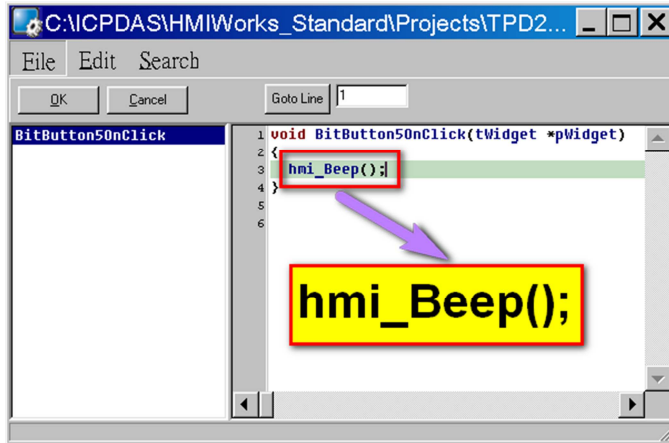 C:\ICPDAS\HMIWorks_Standard\Projects\TPD2...
File Edit Search
OK Cancel Goto Line 1
BitButton5OnClick
1 void BitButton5OnClick(tWidget *pWidget)
2 {
3 hmi_Beep();
4 }
5
6
hmi_Beep();